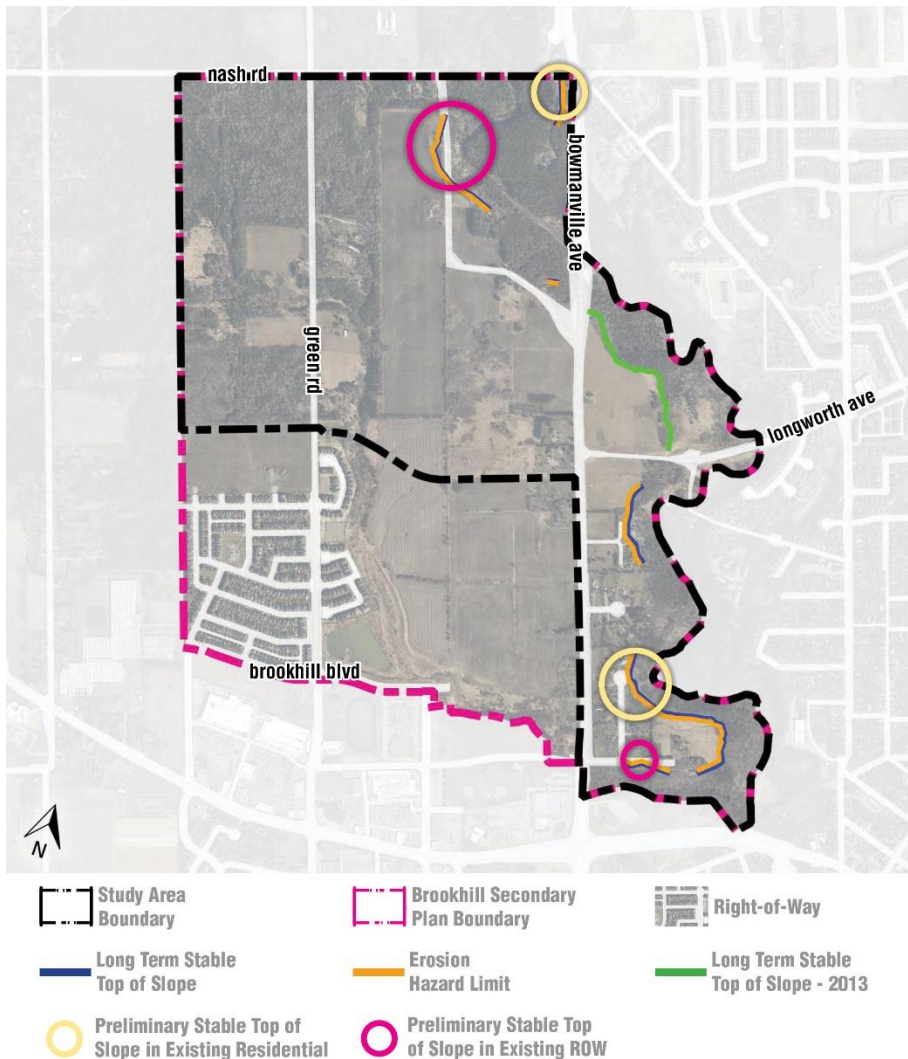 nash rd
bowmanville ave
green rd
longworth ave
brookhill blvd
N
Study Area
Boundary
Brookhill Secondary
Plan Boundary
Right-of-Way
Long Term Stable
Top of Slope
Erosion
Hazard Limit
Long Term Stable
Top of Slope - 2013
Preliminary Stable Top of
Slope in Existing Residential
Preliminary Stable Top
of Slope in Existing ROW